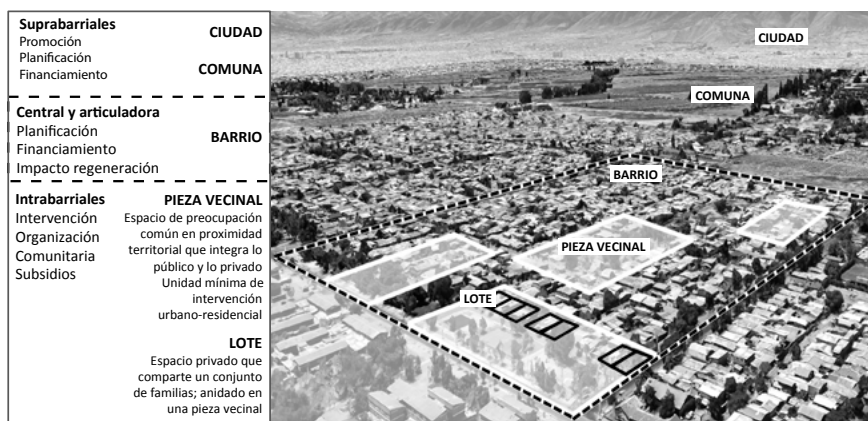 Suprabarriales
Promoción
Planificación
Financiamiento
CIUDAD
COMUNA
Central y articuladora
Planificación
Financiamiento
Impacto regeneración
BARRIO
Intrabarriales
Intervención
Organización
Comunitaria
Subsidios
PIEZA VECINAL
Espacio de preocupación
común en proximidad
territorial que integra lo
público y lo privado
Unidad mínima de
intervención
urbano-residencial
LOTE
Espacio privado que
comparte un conjunto
de familias; anidado en
una pieza vecinal
CIUDAD
COMUNA
BARRIO
PIEZA VECINAL
LOTE